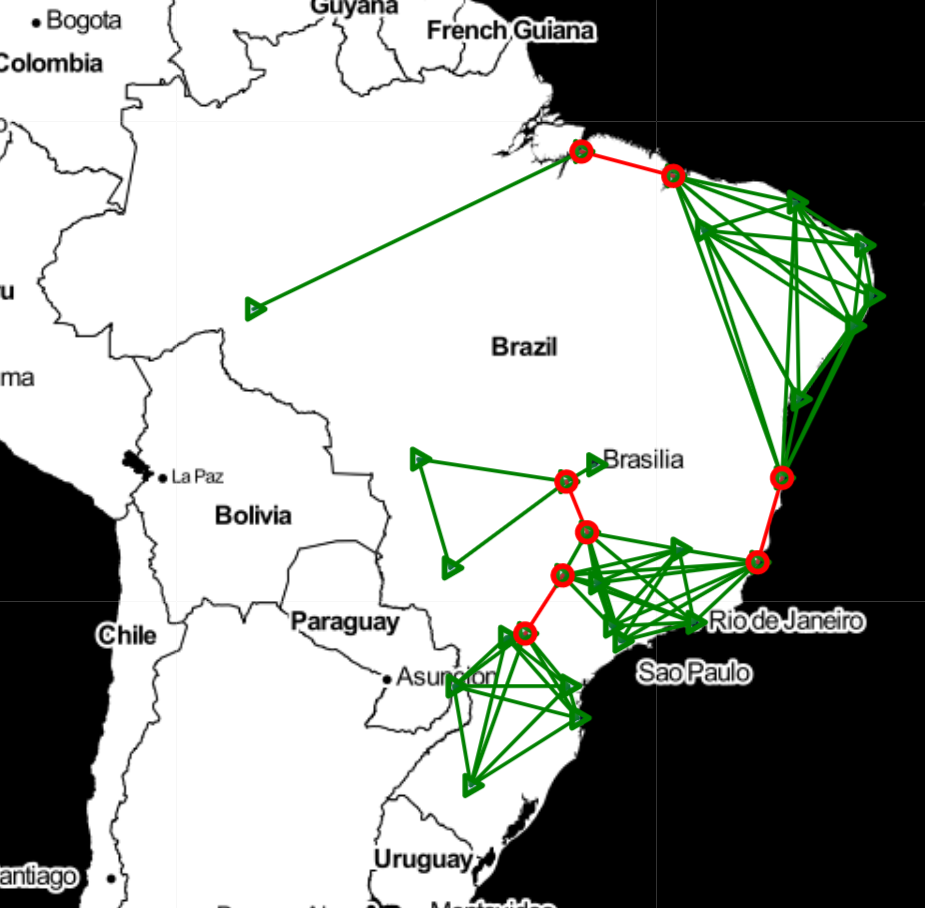 Guyana
Bogota
French Guiana
Colombia
Brazil
ma
Brasilia
La Paz
Bolivia
Rio de Janeiro
Paraguay
Chile
Sao Paulo
Asuncion
Uruguay
antiago
Montevideo